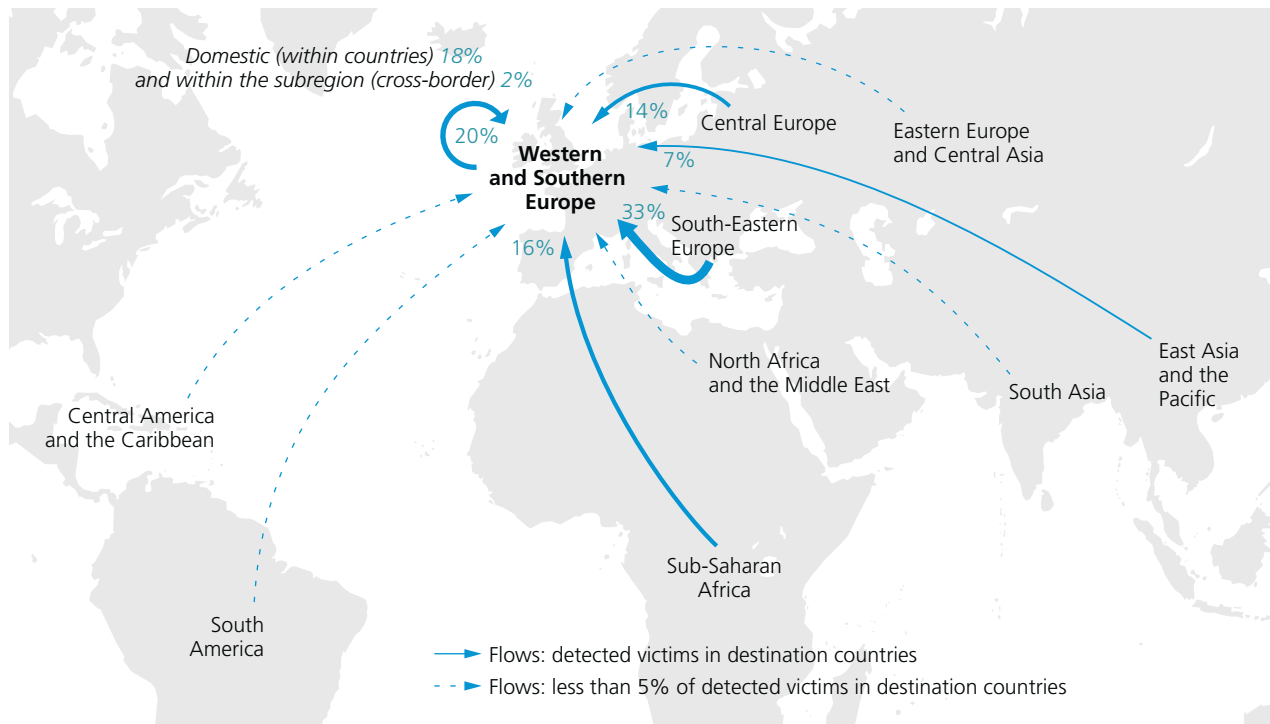 Domestic (within countries) 18%
and within the subregion (cross-border) 2%
20%
14%
Central Europe
Eastern Europe
and Central Asia
Western
and Southern
Europe
7%
33%
South-Eastern
Europe
16%
North Africa
and the Middle East
South Asia
East Asia
and the
Pacific
Central America
and the Caribbean
Sub-Saharan
Africa
South
America
Flows: detected victims in destination countries
Flows: less than 5% of detected victims in destination countries